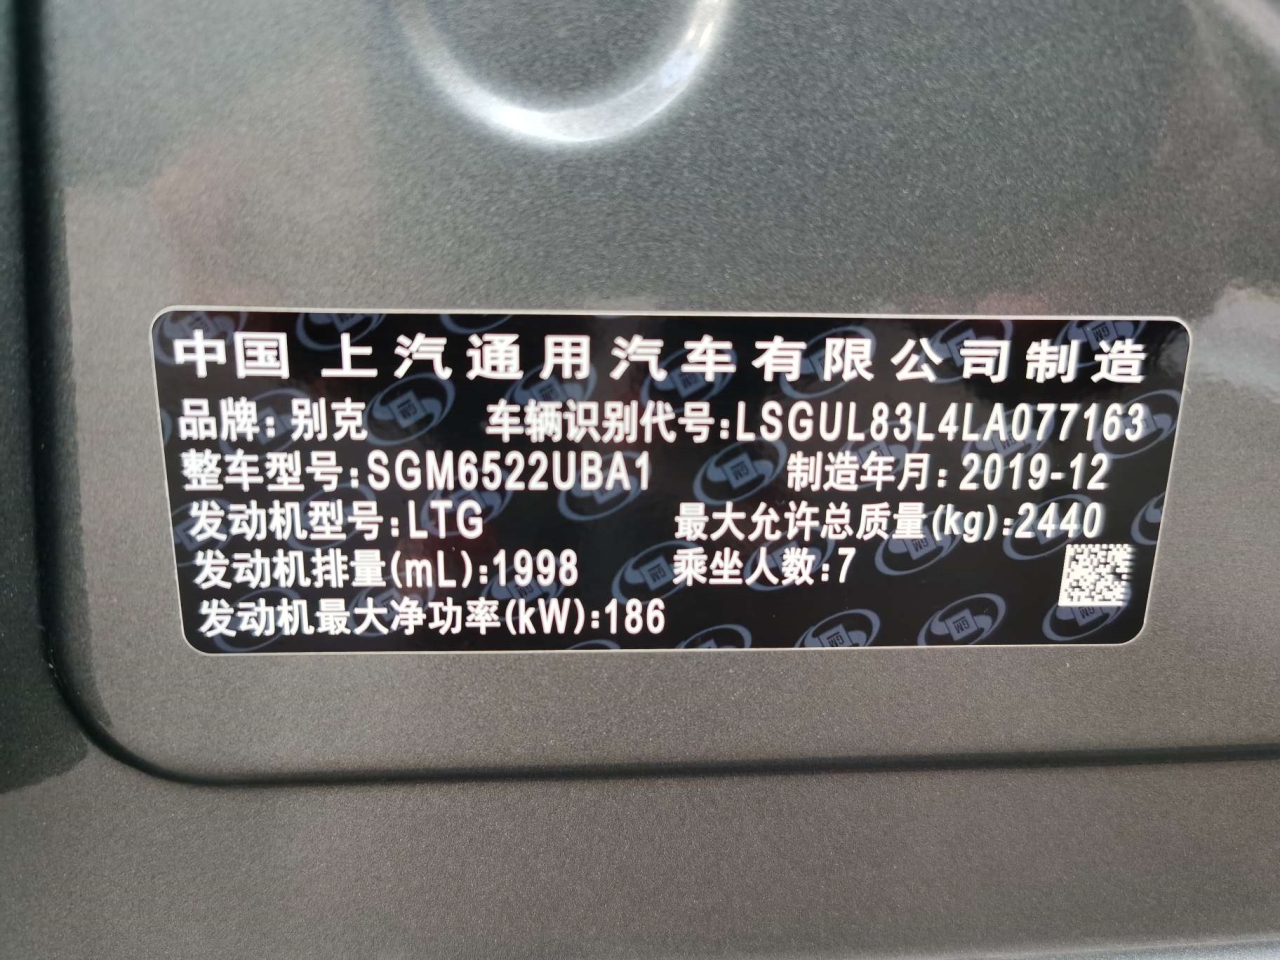 中国 上汽通用汽车有限公司制造
品牌: 别克 车辆识别代号:LSGUL83L4LA077163
整车型号:SGM6522UBA1 制造年月: 2019-12
发动机型号:LTG 最大允许总质量(kg):2440
发动机排量(mL):1998 乘坐人数:7
发动机最大净功率(kW):186